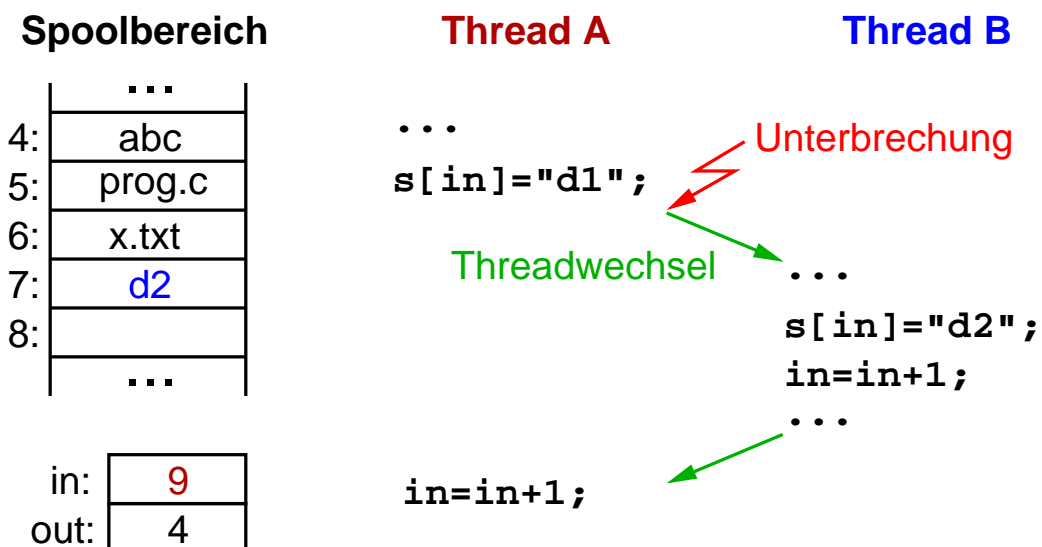 Spoolbereich Thread A Thread B
...
4: abc
5: prog.c
6: x.txt
7: d2
8:
...
in: 9
out: 4
...
s[in]="d1";
Unterbrechung
Threadwechsel
...
s[in]="d2";
in=in+1;
...
in=in+1;